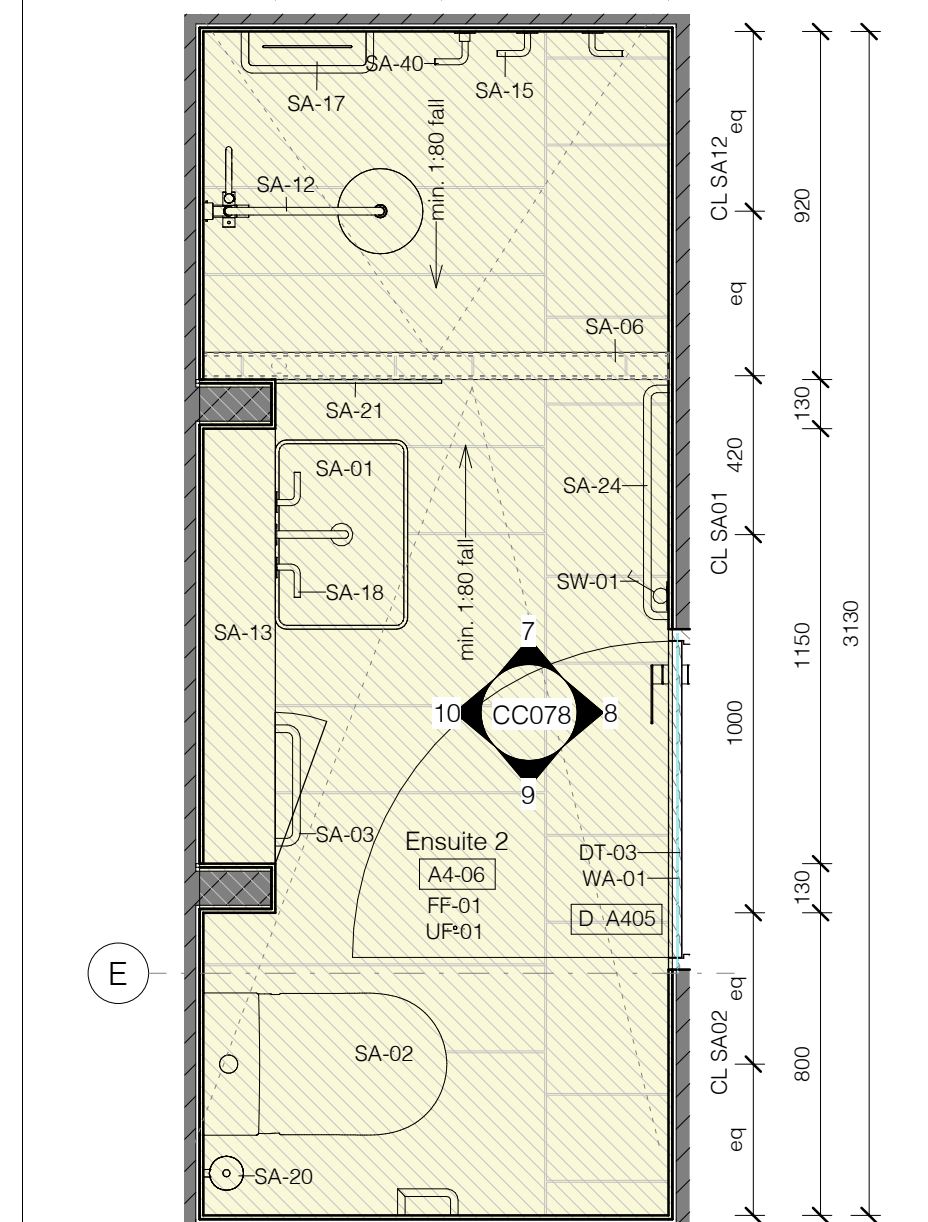 SA-40
SA-15
SA-17
min. 1:80 fall
SA-12
SA-06
SA-21
SA-01
SA-24
min. 1:80 fall
SW-01
SA-18
SA-13
7
10
CC078
8
9
SA-03
Ensuite 2
A4-06
FF-01
UF-01
DT-03
WA-01
D A405
E
SA-02
SA-20
eq
CL SA12
eq
420
CL SA01
1000
eq
CL SA02
eq
920
130
1150
130
800
3130